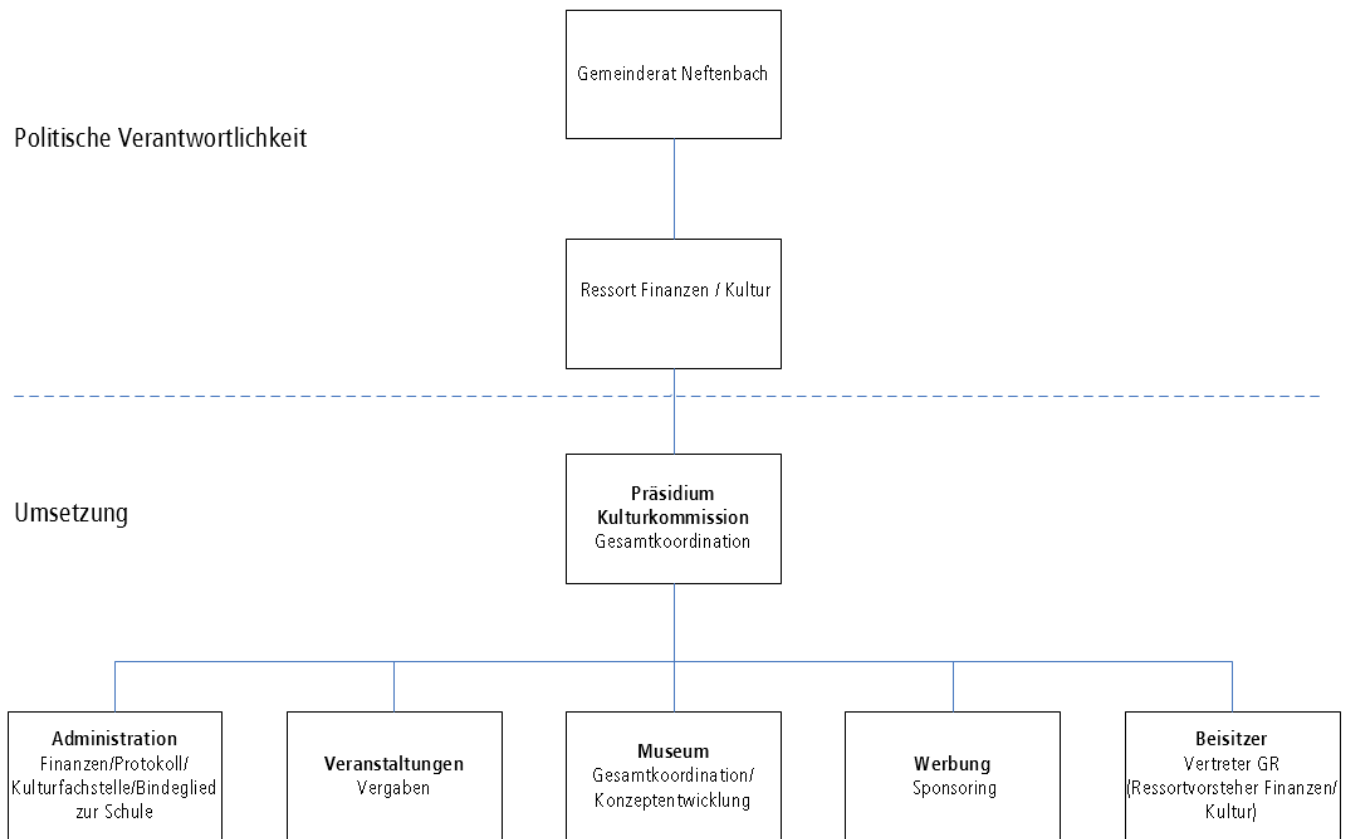 Gemeinderat Neftenbach
Politische Verantwortlichkeit
Ressort Finanzen / Kultur
Umsetzung
Präsidium
Kulturkommission
Gesamtkoordination
Administration
Finanzen/Protokoll/
Kulturfachstelle/Bindeglied
zur Schule
Veranstaltungen
Vergaben
Museum
Gesamtkoordination/
Konzeptentwicklung
Werbung
Sponsoring
Beisitzer
Vertreter GR
(Ressortvorsteher Finanzen/
Kultur)